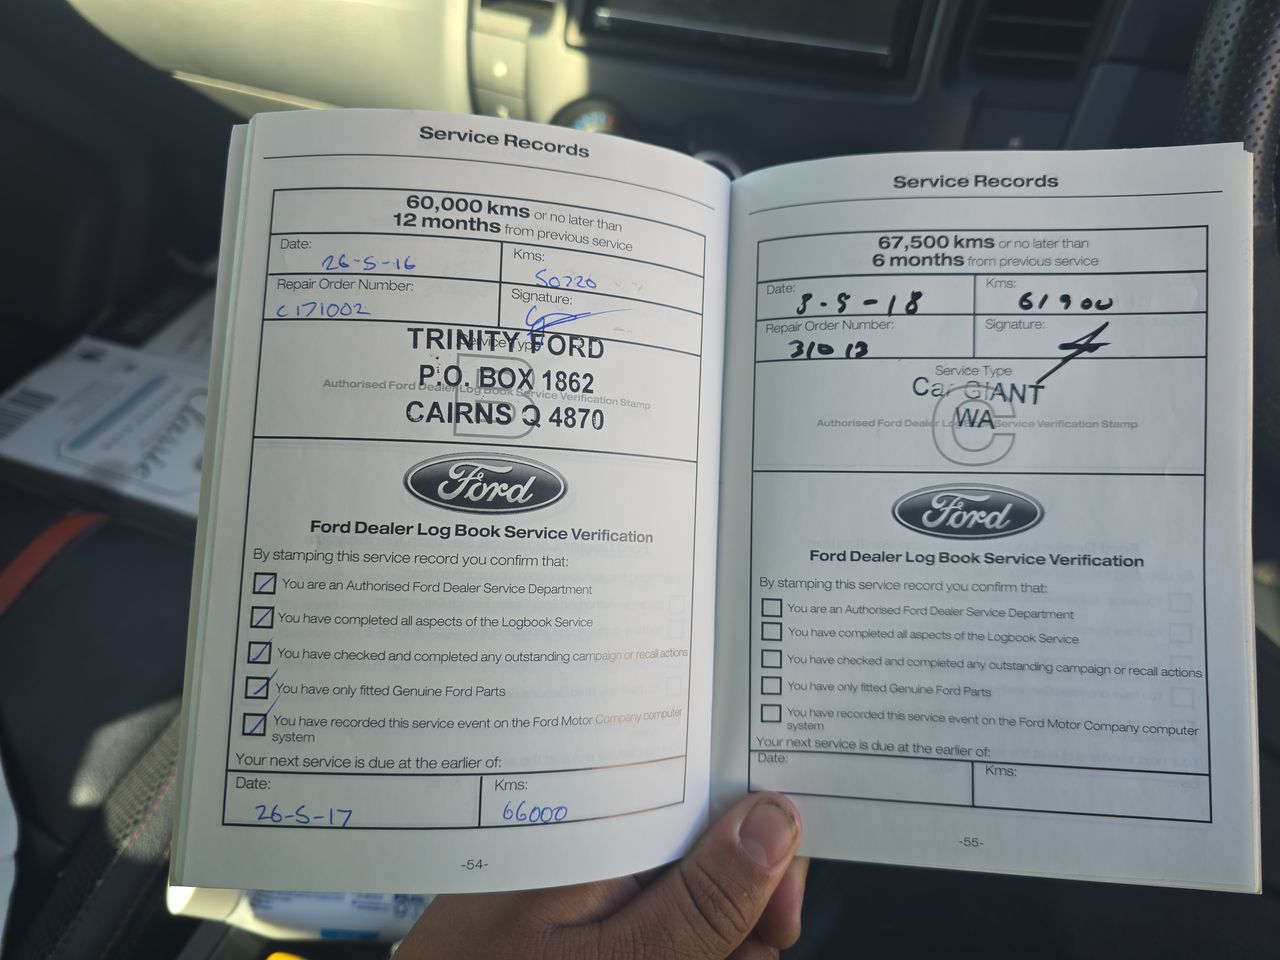 Service Records
60,000 kms or no later than
12 months from previous service
Date:
26-5-16
Kms:
50720
Repair Order Number:
C171002
Signature:
Service Type
B
TRINITY FORD
P.O. BOX 1862
CAIRNS Q 4870
Authorised Ford Dealer Log Book Service Verification Stamp
Ford
Ford Dealer Log Book Service Verification
By stamping this service record you confirm that:
You are an Authorised Ford Dealer Service Department
You have completed all aspects of the Logbook Service
You have checked and completed any outstanding campaign or recall actions
You have only fitted Genuine Ford Parts
You have recorded this service event on the Ford Motor Company computer
system
Your next service is due at the earlier of:
Date:
26-5-17
Kms:
66000
-54-
Service Records
67,500 kms or no later than
6 months from previous service
Date:
3-5-18
Kms:
61900
Repair Order Number:
31013
Signature:
Service Type
C
Car GIANT
WA
Authorised Ford Dealer Log Book Service Verification Stamp
Ford
Ford Dealer Log Book Service Verification
By stamping this service record you confirm that:
You are an Authorised Ford Dealer Service Department
You have completed all aspects of the Logbook Service
You have checked and completed any outstanding campaign or recall actions
You have only fitted Genuine Ford Parts
You have recorded this service event on the Ford Motor Company computer
system
Your next service is due at the earlier of:
Date:
Kms:
-55-